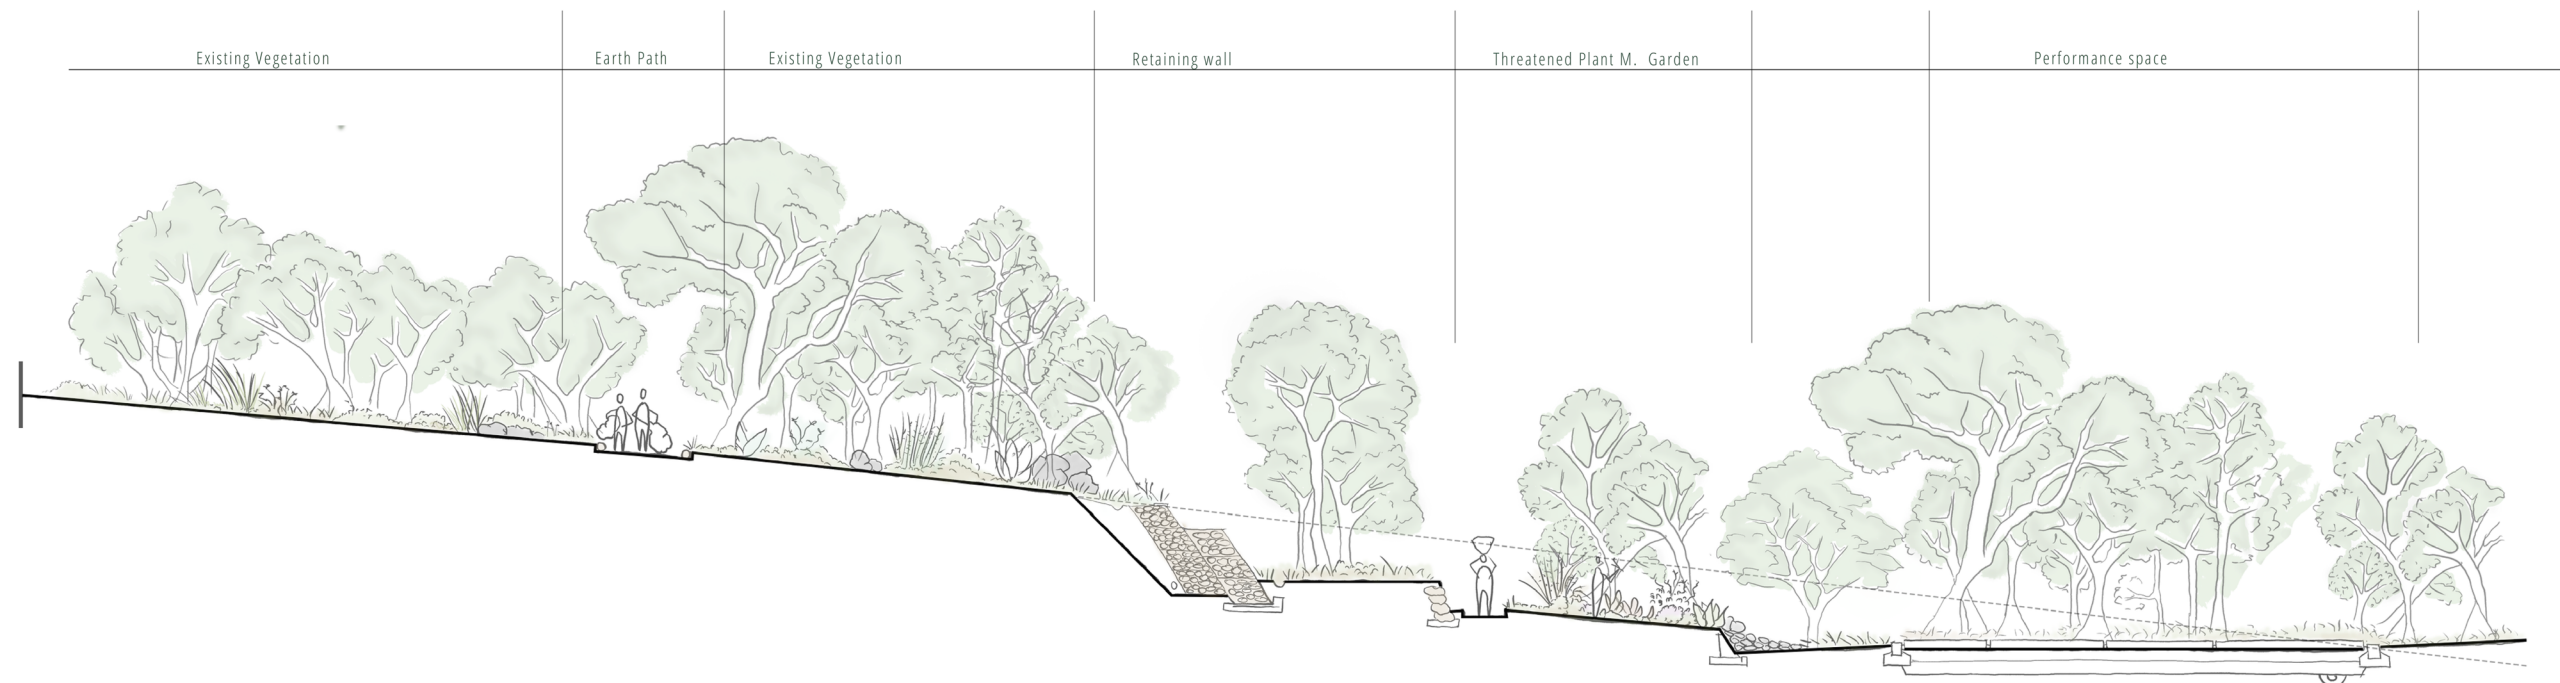 Existing Vegetation
Earth Path
Existing Vegetation
Retaining wall
Threatened Plant M. Garden
Performance space